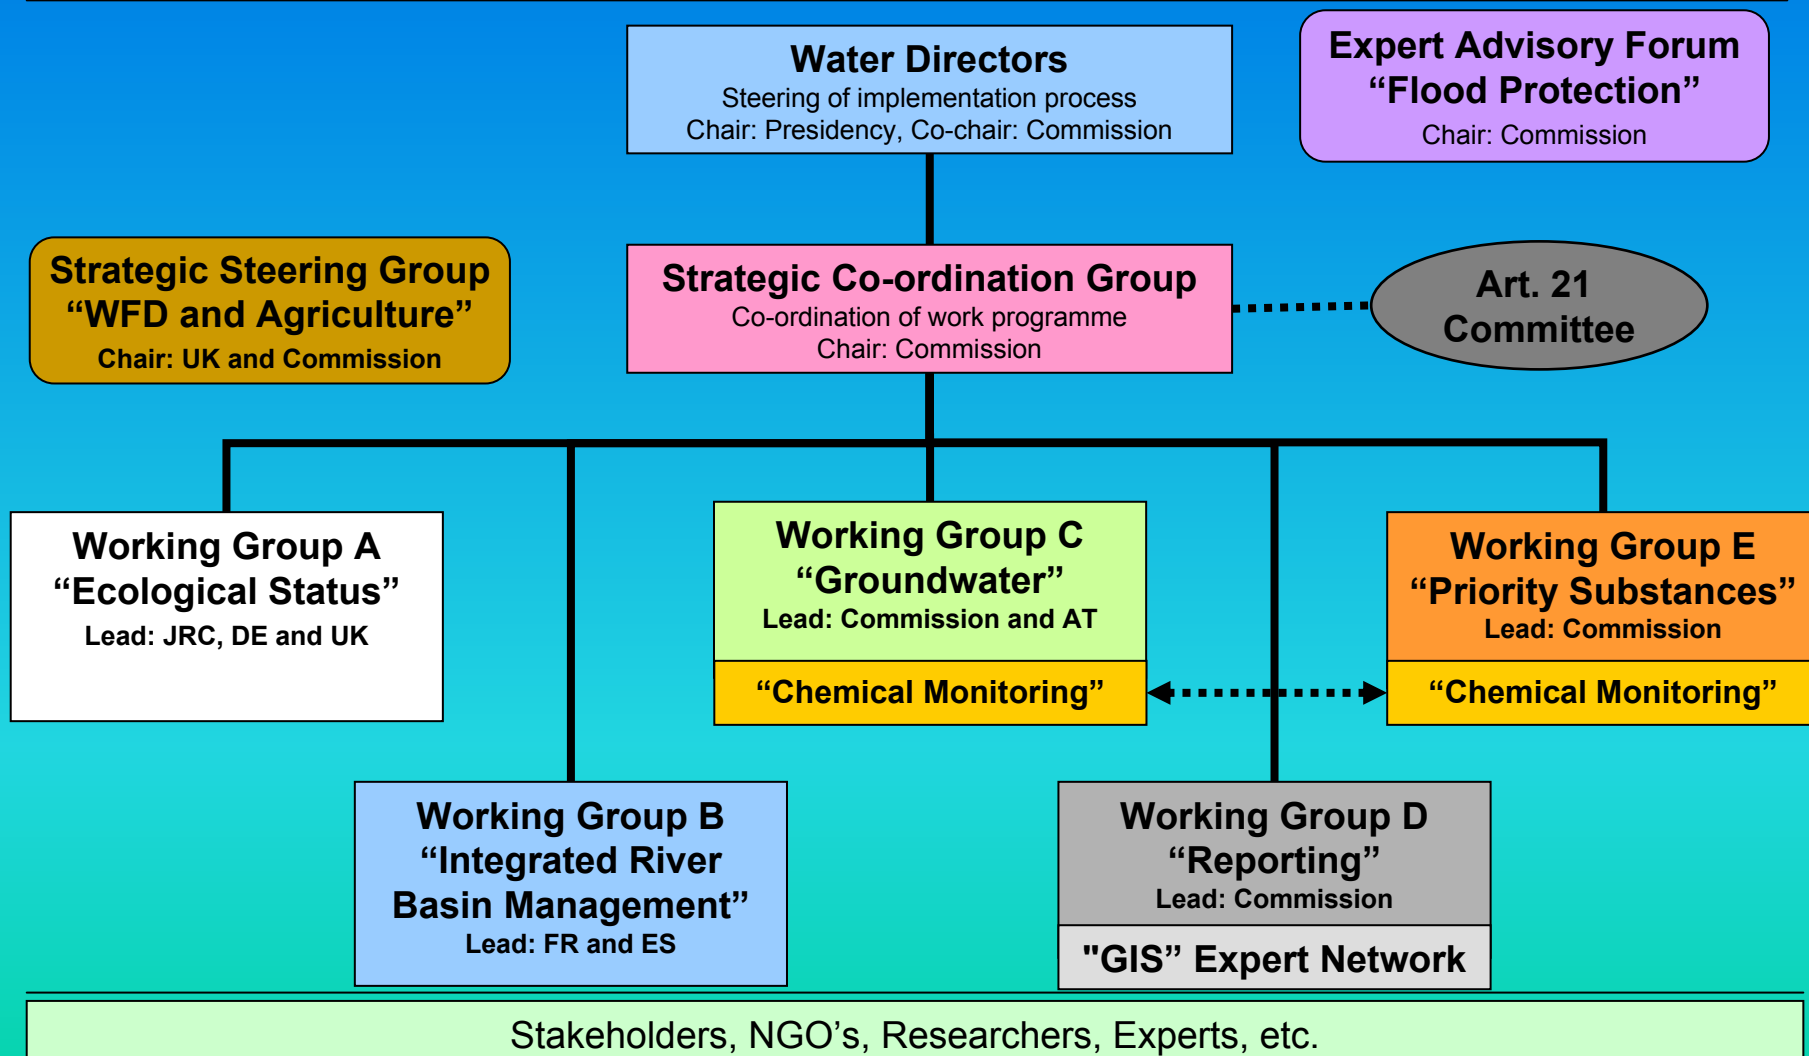 Water Directors
Steering of implementation process
Chair: Presidency, Co-chair: Commission
Expert Advisory Forum
“Flood Protection”
Chair: Commission
Strategic Steering Group
“WFD and Agriculture”
Chair: UK and Commission
Strategic Co-ordination Group
Co-ordination of work programme
Chair: Commission
Art. 21
Committee
Working Group A
“Ecological Status”
Lead: JRC, DE and UK
Working Group C
“Groundwater”
Lead: Commission and AT
“Chemical Monitoring”
Working Group E
“Priority Substances”
Lead: Commission
“Chemical Monitoring”
Working Group B
“Integrated River
Basin Management”
Lead: FR and ES
Working Group D
“Reporting”
Lead: Commission
"GIS” Expert Network
Stakeholders, NGO’s, Researchers, Experts, etc.